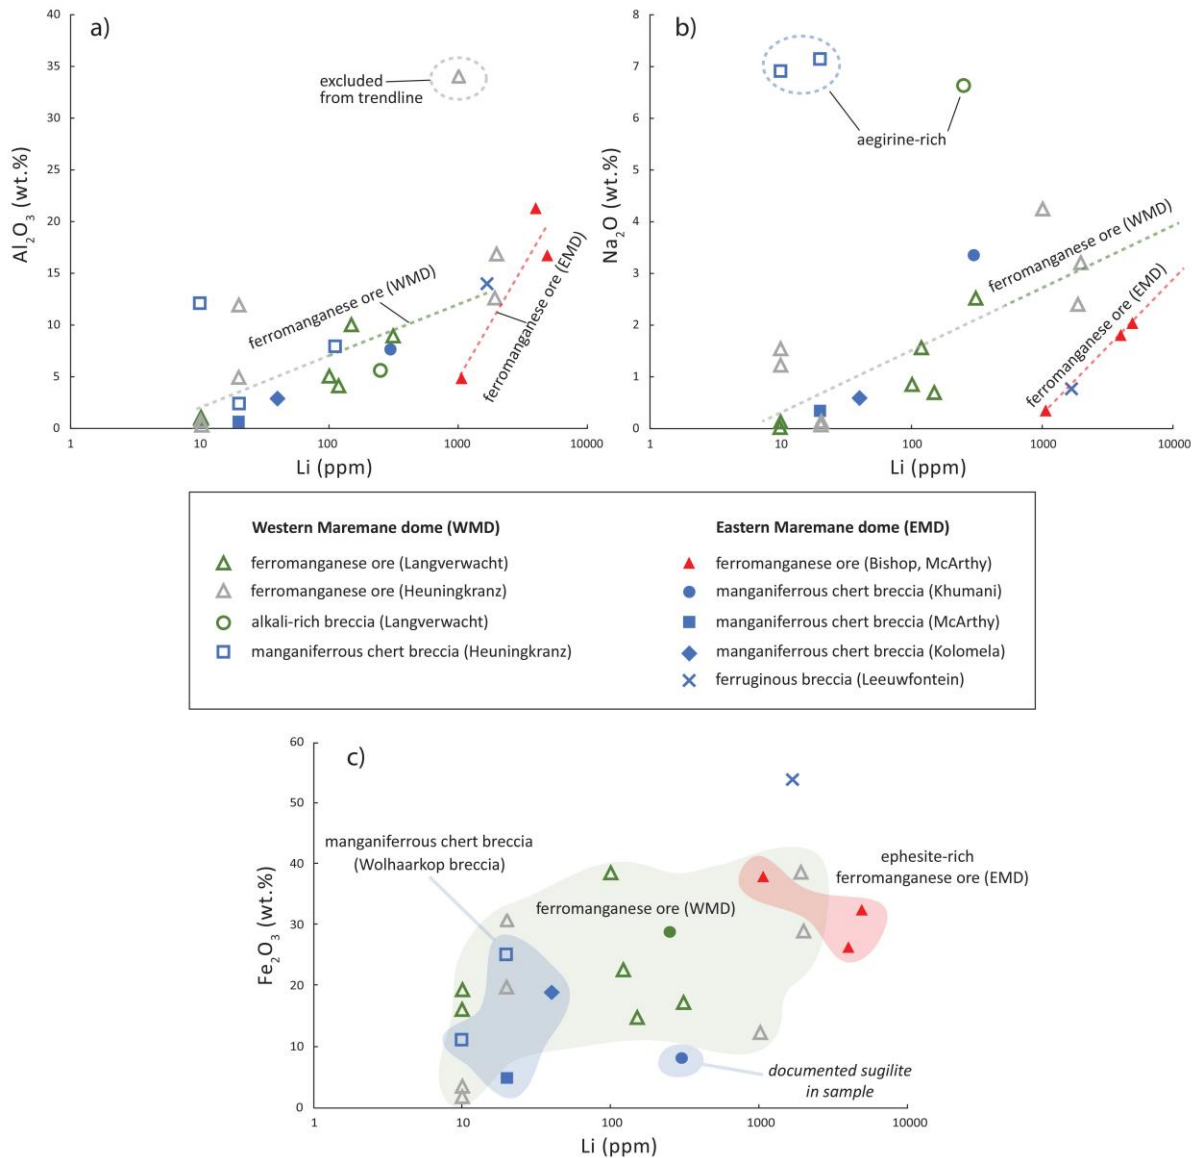 a)
Al2O3 (wt.%)
40
35
30
25
20
15
10
5
0
excluded
from trendline
ferromanganese ore (WMD)
ferromanganese ore (EMD)
1
10
100
1000
10000
Li (ppm)
b)
Na2O (wt.%)
8
7
6
5
4
3
2
1
0
aegirine-rich
ferromanganese ore (WMD)
ferromanganese ore (EMD)
1
10
100
1000
10000
Li (ppm)
Western Maremane dome (WMD)
ferromanganese ore (Langverwacht)
ferromanganese ore (Heuningkranz)
alkali-rich breccia (Langverwacht)
manganiferrous chert breccia (Heuningkranz)
Eastern Maremane dome (EMD)
ferromanganese ore (Bishop, McArthy)
manganiferrous chert breccia (Khumani)
manganiferrous chert breccia (McArthy)
manganiferrous chert breccia (Kolomela)
ferruginous breccia (Leeuwfontein)
c)
Fe2O3 (wt.%)
60
50
40
30
20
10
0
manganiferrous chert breccia
(Wolhaarkop breccia)
ferromanganese ore (WMD)
ephesite-rich
ferromanganese ore (EMD)
documented sugilite
in sample
1
10
100
1000
10000
Li (ppm)